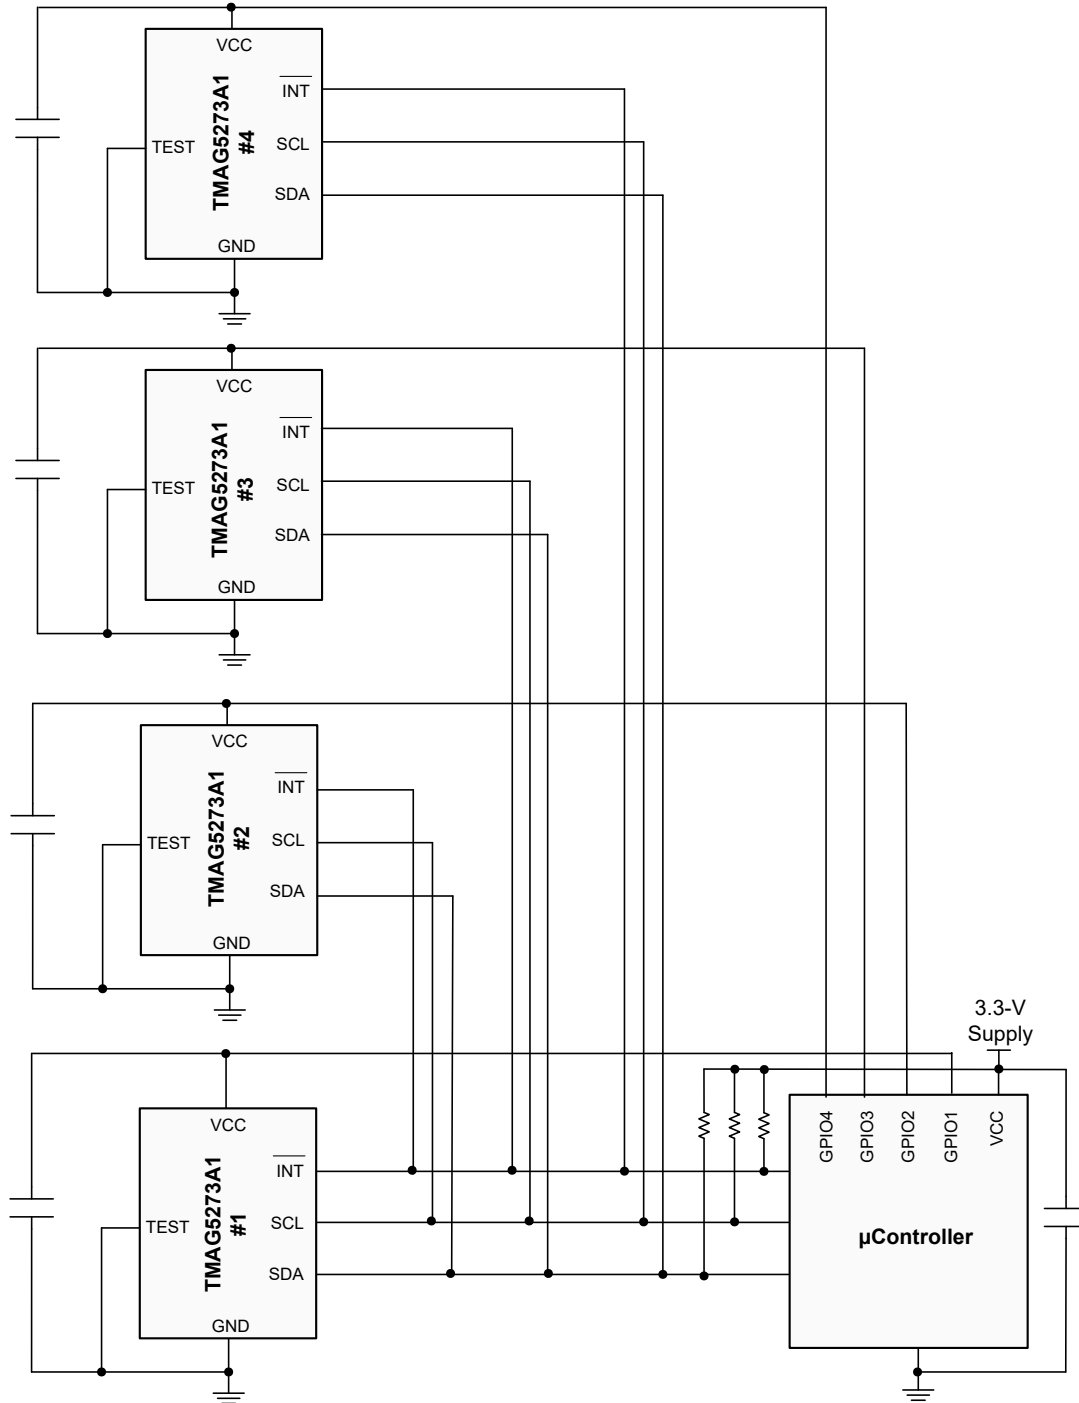 VCC
INT
TMAG5273A1
#4
SCL
TEST
SDA
GND
VCC
INT
TMAG5273A1
#3
SCL
TEST
SDA
GND
VCC
INT
TMAG5273A1
#2
SCL
TEST
SDA
GND
3.3-V
Supply
VCC
INT
TMAG5273A1
#1
SCL
TEST
SDA
GND
GPIO4
GPIO3
GPIO2
GPIO1
VCC
µController